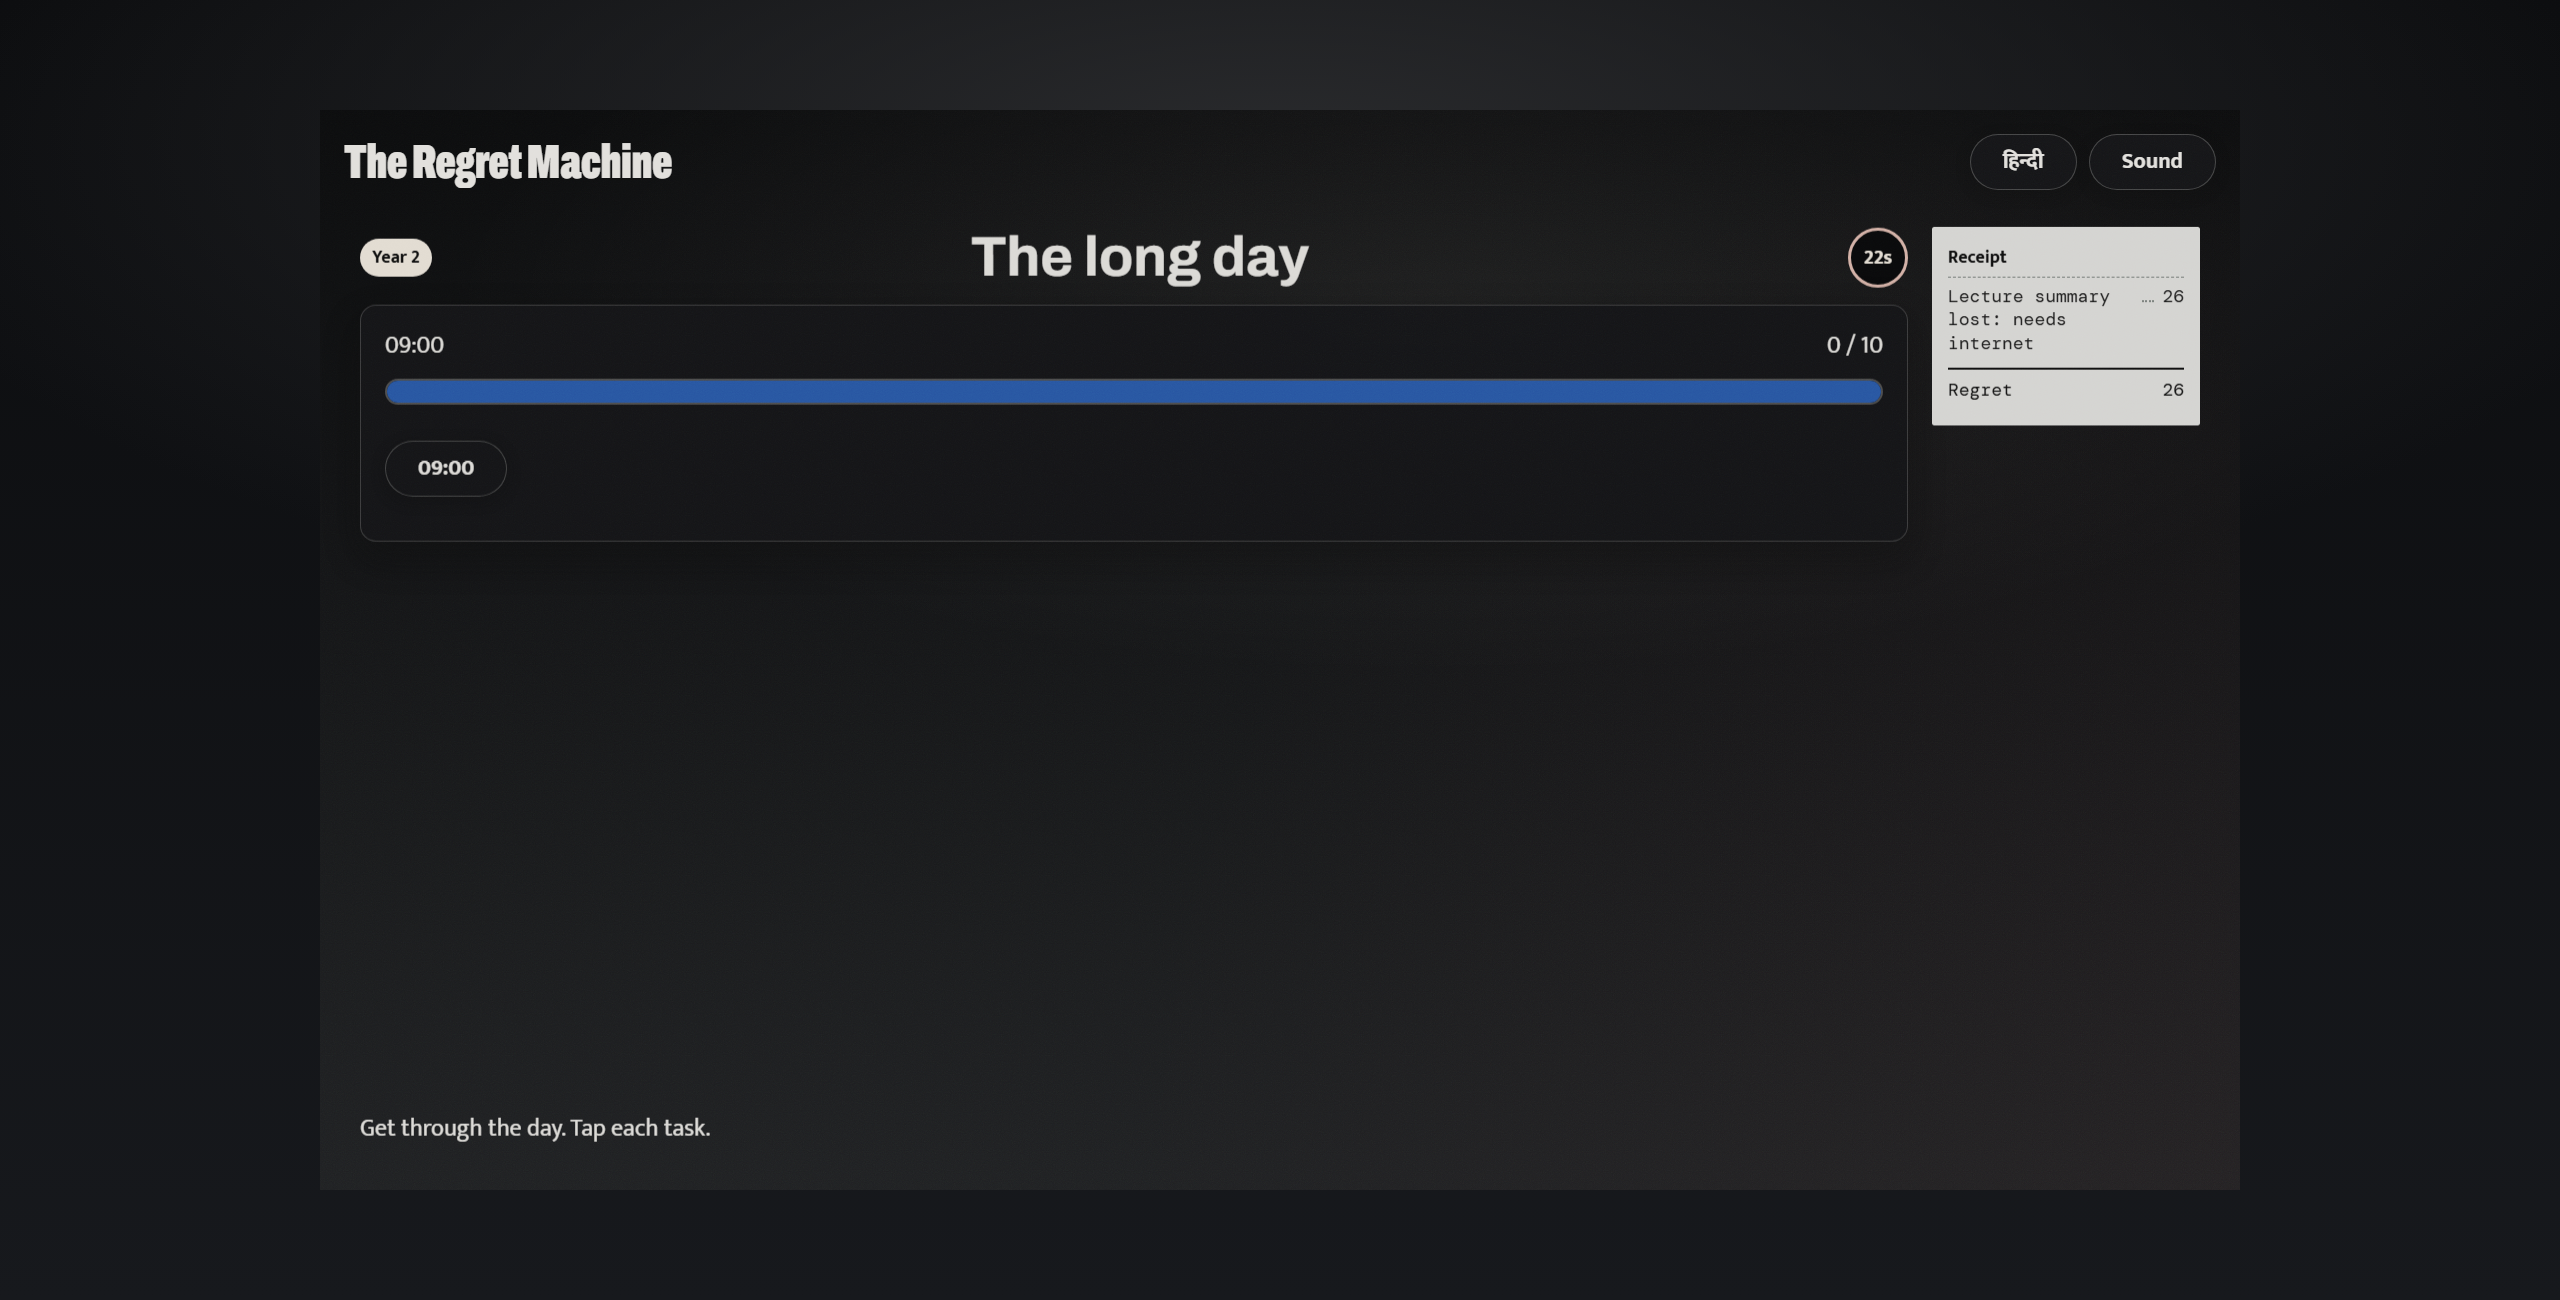 The Regret Machine
हिन्दी
Sound
Year 2
The long day
22s
09:00
0 / 10
09:00
Receipt
Lecture summary .... 26
lost: needs
internet
Regret 26
Get through the day. Tap each task.